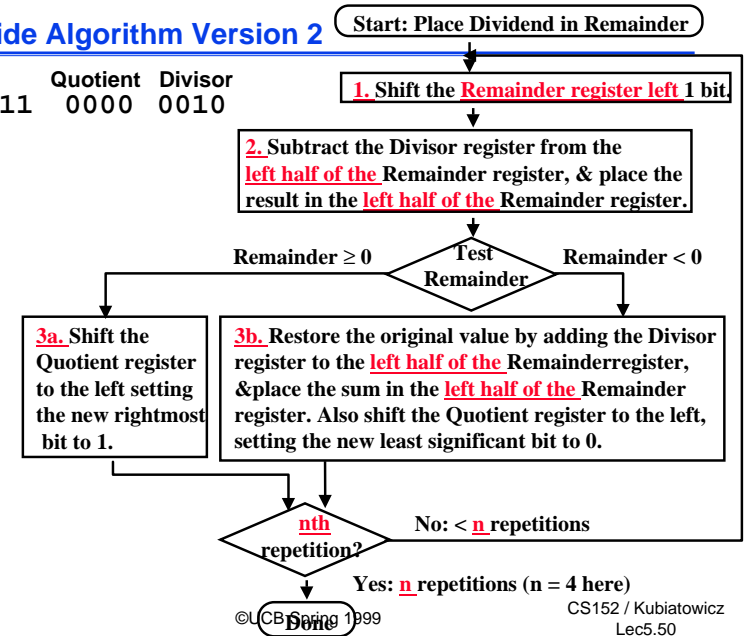 ide Algorithm Version 2
Start: Place Dividend in Remainder
Quotient Divisor
11 0000 0010
1. Shift the Remainder register left 1 bit.
2. Subtract the Divisor register from the
left half of the Remainder register, & place the
result in the left half of the Remainder register.
Remainder ≥ 0
Test
Remainder
Remainder < 0
3a. Shift the
Quotient register
to the left setting
the new rightmost
bit to 1.
3b. Restore the original value by adding the Divisor
register to the left half of the Remainderregister,
&place the sum in the left half of the Remainder
register. Also shift the Quotient register to the left,
setting the new least significant bit to 0.
nth
repetition?
No: < n repetitions
Yes: n repetitions (n = 4 here)
Done
©UCB Spring 1999
CS152 / Kubiatowicz
Lec5.50